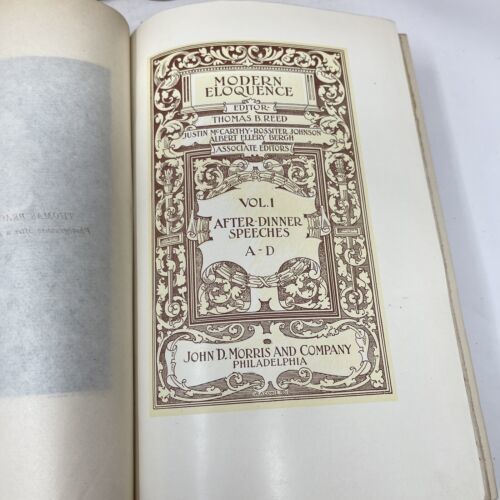 MODERN
ELOQUENCE
EDITOR
THOMAS B. REED
JUSTIN McCARTHY·ROSSITER JOHNSON
ALBERT ELLERY BERGH
ASSOCIATE EDITORS
VOL. I
AFTER-DINNER
SPEECHES
A-D
JOHN D. MORRIS AND COMPANY
PHILADELPHIA